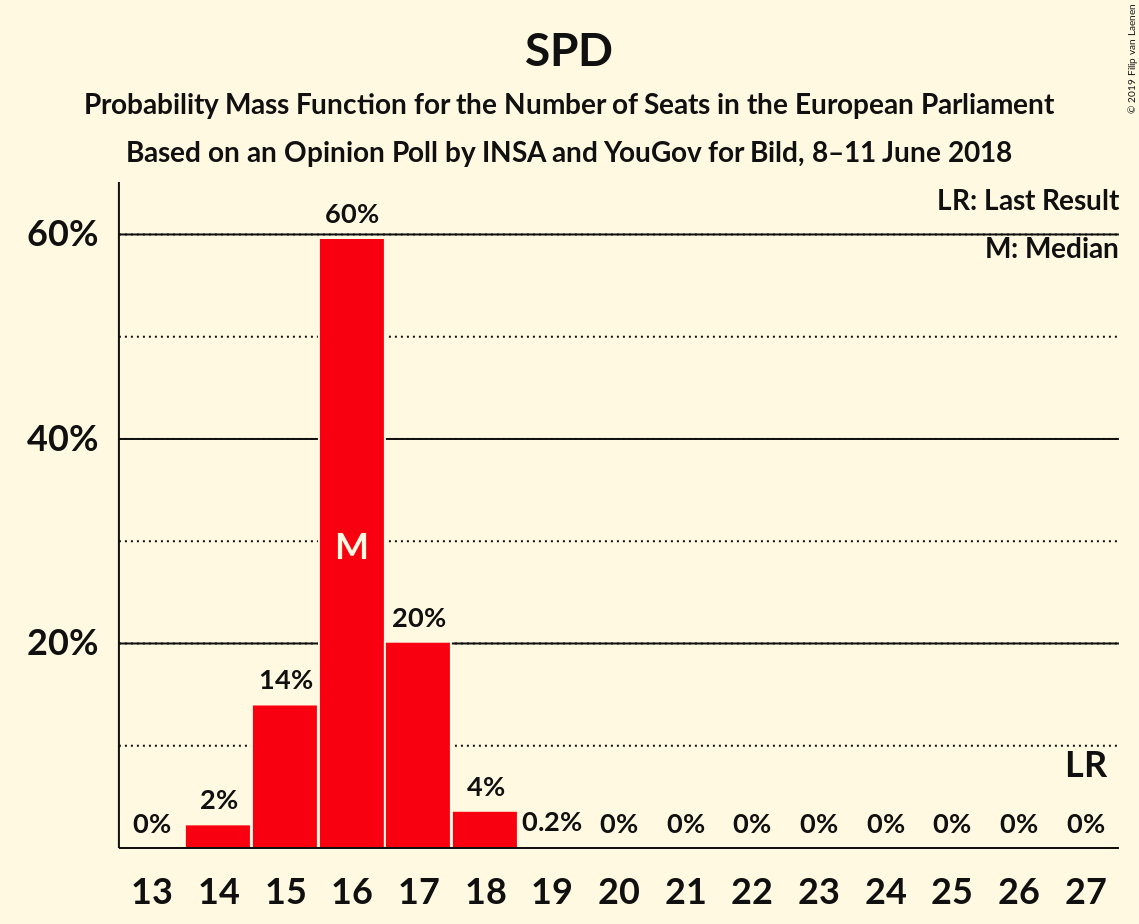 SPD
Probability Mass Function for the Number of Seats in the European Parliament
Based on an Opinion Poll by INSA and YouGov for Bild, 8–11 June 2018
© 2019 Filip van Laenen
LR: Last Result
M: Median
60%
40%
20%
0%
2%
14%
60%
M
20%
4%
0.2%
0%
0%
0%
0%
0%
0%
0%
0%
LR
13 14 15 16 17 18 19 20 21 22 23 24 25 26 27